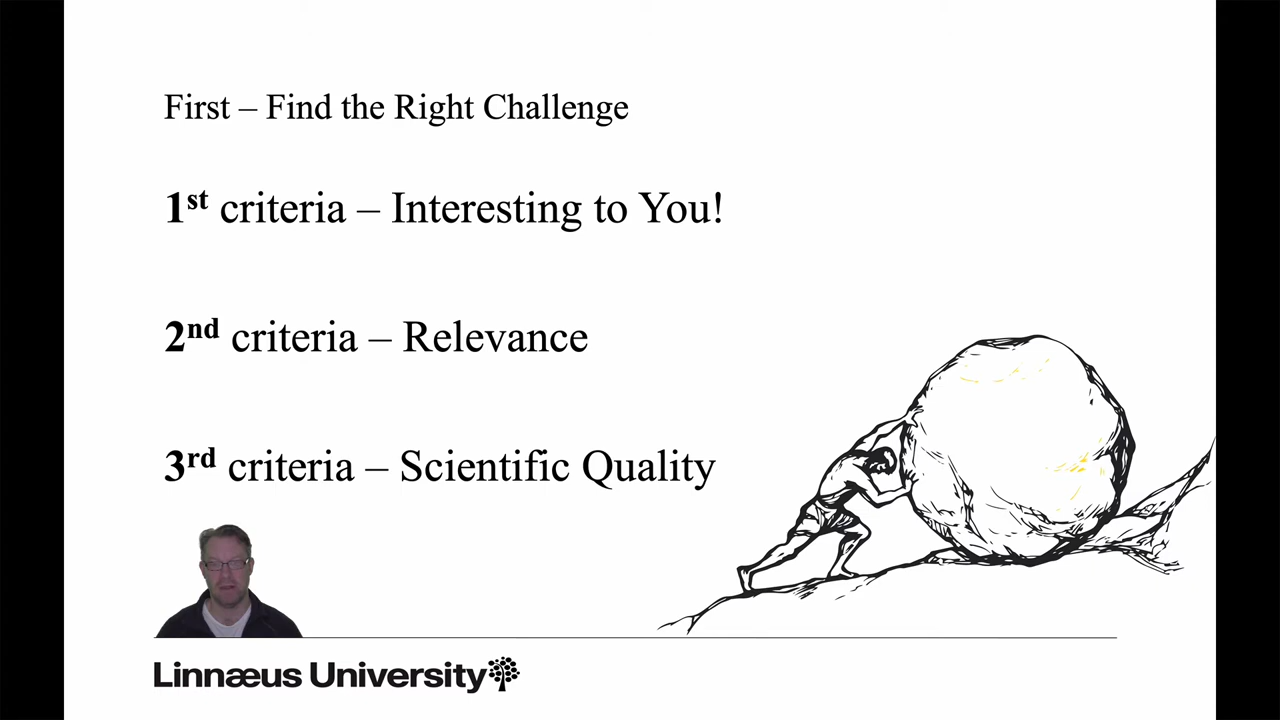 First – Find the Right Challenge
1st criteria – Interesting to You!
2nd criteria – Relevance
3rd criteria – Scientific Quality
Linnæus University